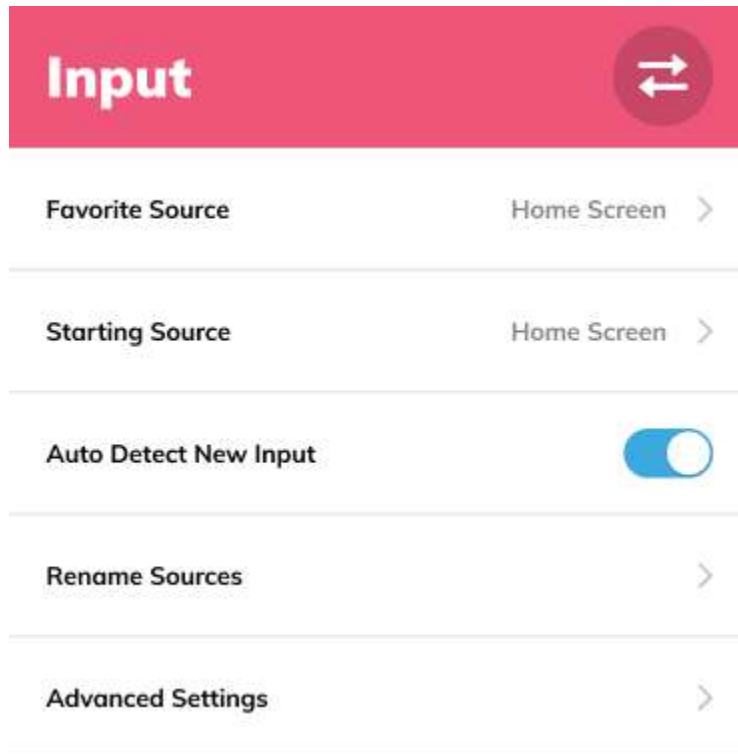 Input
Favorite Source Home Screen
Starting Source Home Screen
Auto Detect New Input
Rename Sources
Advanced Settings